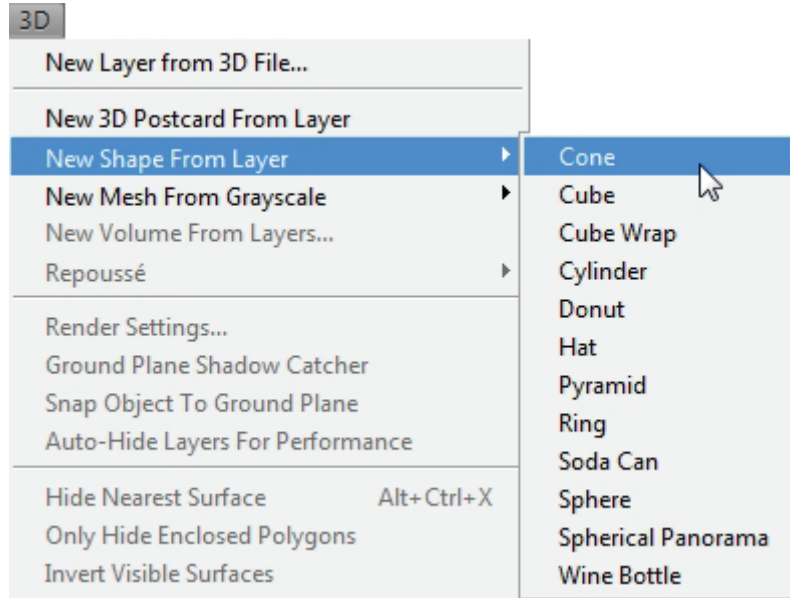 3D
New Layer from 3D File...
New 3D Postcard From Layer
New Shape From Layer
New Mesh From Grayscale
New Volume From Layers...
Repoussé
Render Settings...
Ground Plane Shadow Catcher
Snap Object To Ground Plane
Auto-Hide Layers For Performance
Hide Nearest Surface Alt+Ctrl+X
Only Hide Enclosed Polygons
Invert Visible Surfaces
Cone
Cube
Cube Wrap
Cylinder
Donut
Hat
Pyramid
Ring
Soda Can
Sphere
Spherical Panorama
Wine Bottle